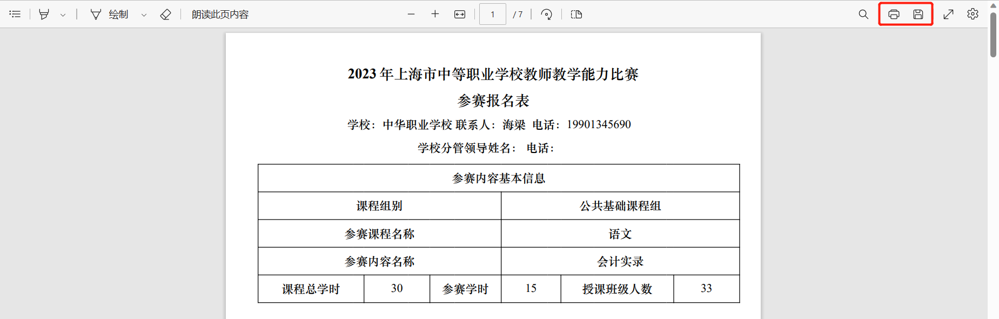 绘制 朗读此页内容 1 / 7
2023 年上海市中等职业学校教师教学能力比赛
参赛报名表
学校：中华职业学校 联系人：海梁 电话：19901345690
学校分管领导姓名： 电话：
参赛内容基本信息
课程组别 公共基础课程组
参赛课程名称 语文
参赛内容名称 会计实录
课程总学时 30 参赛学时 15 授课班级人数 33